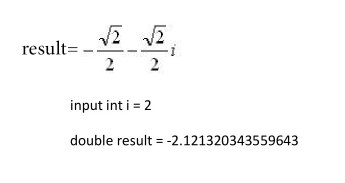 result= -√2/2 - √2/2 i
input int i = 2
double result = -2.121320343559643